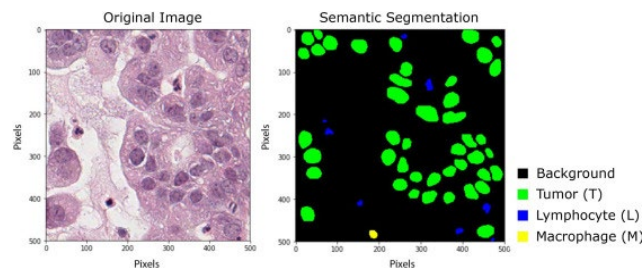 Original Image
Semantic Segmentation
0
100
200
300
400
500
0
100
200
300
400
500
Pixels
Pixels
0
100
200
300
400
500
0
100
200
300
400
500
Pixels
Pixels
Background
Tumor (T)
Lymphocyte (L)
Macrophage (M)